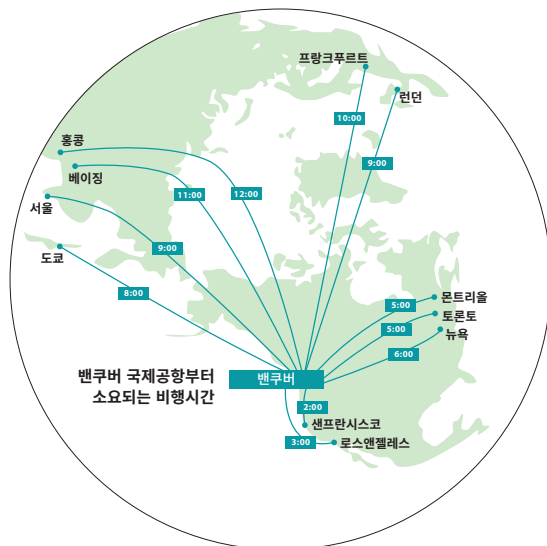 프랑크푸르트
런던
10:00
홍콩
9:00
베이징
11:00
12:00
서울
9:00
도쿄
8:00
몬트리올
5:00
토론토
5:00
뉴욕
6:00
밴쿠버 국제공항부터
소요되는 비행시간
밴쿠버
2:00
샌프란시스코
3:00
로스앤젤레스